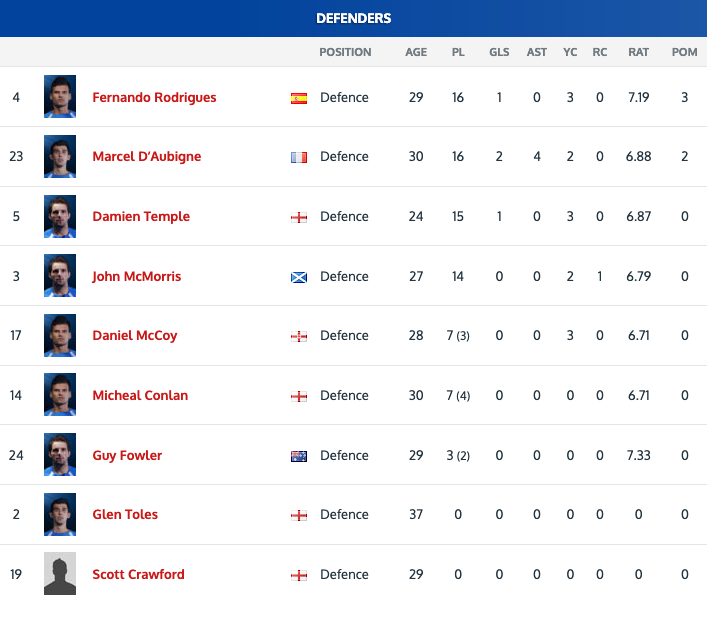 DEFENDERS
POSITION AGE PL GLS AST YC RC RAT POM
4 Fernando Rodrigues Defence 29 16 1 0 3 0 7.19 3
23 Marcel D’Aubigne Defence 30 16 2 4 2 0 6.88 2
5 Damien Temple Defence 24 15 1 0 3 0 6.87 0
3 John McMorris Defence 27 14 0 0 2 1 6.79 0
17 Daniel McCoy Defence 28 7 (3) 0 0 3 0 6.71 0
14 Micheal Conlan Defence 30 7 (4) 0 0 0 0 6.71 0
24 Guy Fowler Defence 29 3 (2) 0 0 0 0 7.33 0
2 Glen Toles Defence 37 0 0 0 0 0 0 0
19 Scott Crawford Defence 29 0 0 0 0 0 0 0